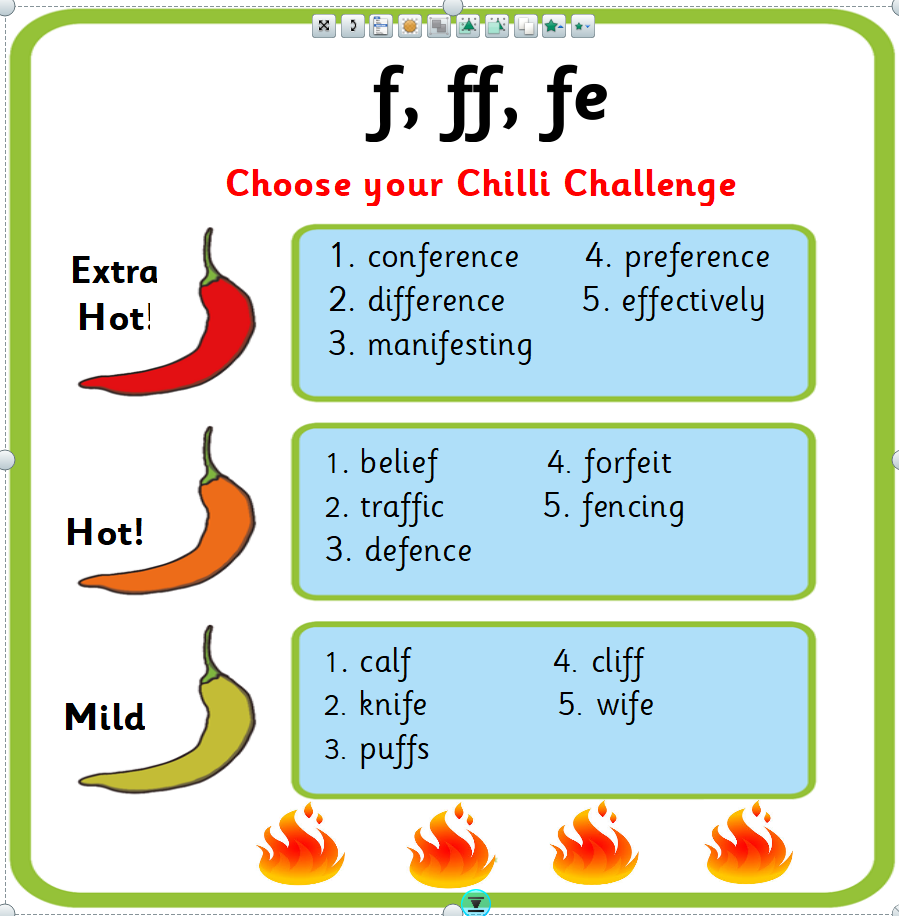 f, ff, fe
Choose your Chilli Challenge
Extra
Hot!
1. conference 4. preference
2. difference 5. effectively
3. manifesting
Hot!
1. belief 4. forfeit
2. traffic 5. fencing
3. defence
Mild
1. calf 4. cliff
2. knife 5. wife
3. puffs